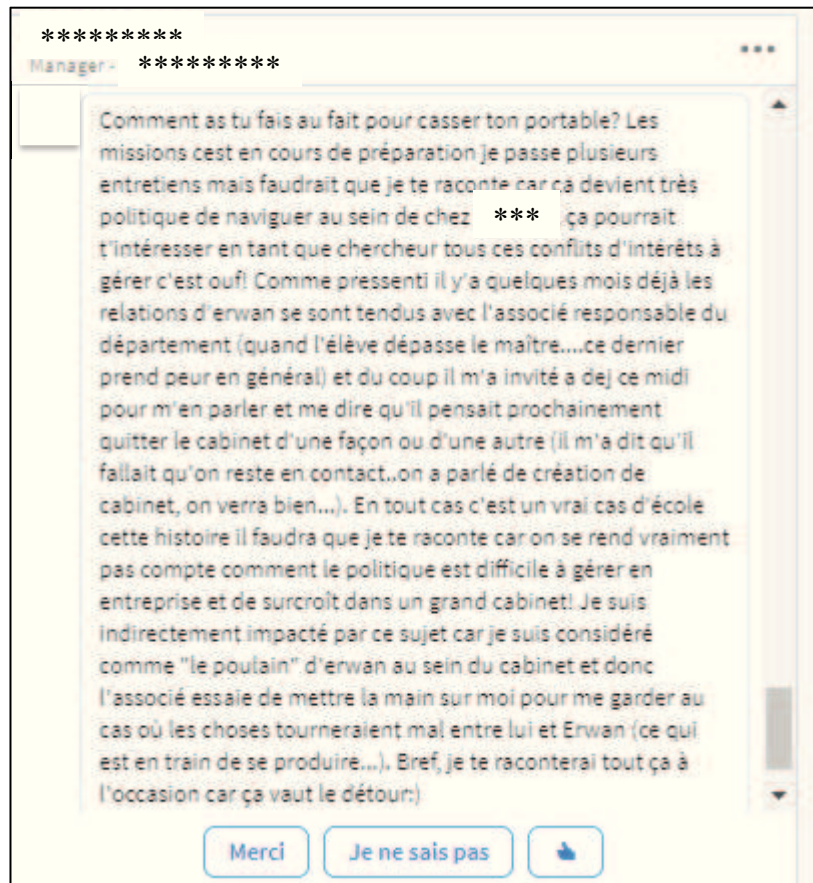 *********
Manager - *********
Comment as tu fais au fait pour casser ton portable? Les
missions cest en cours de préparation je passe plusieurs
entretiens mais faudrait que je te raconte car ça devient très
politique de naviguer au sein de chez *** .ça pourrait
t'intéresser en tant que chercheur tous ces conflits d'intérêts à
gérer c'est ouf! Comme pressenti il y'a quelques mois déjà les
relations d'erwan se sont tendus avec l'associé responsable du
département (quand l'élève dépasse le maître....ce dernier
prend peur en général) et du coup il m'a invité a dej ce midi
pour m'en parler et me dire qu'il pensait prochainement
quitter le cabinet d'une façon ou d'une autre (il m'a dit qu'il
fallait qu'on reste en contact..on a parlé de création de
cabinet, on verra bien...). En tout cas c'est un vrai cas d'école
cette histoire il faudra que je te raconte car on se rend vraiment
pas compte comment le politique est difficile à gérer en
entreprise et de surcroît dans un grand cabinet! Je suis
indirectement impacté par ce sujet car je suis considéré
comme "le poulain" d'erwan au sein du cabinet et donc
l'associé essaie de mettre la main sur moi pour me garder au
cas où les choses tourneraient mal entre lui et Erwan (ce qui
est en train de se produire...). Bref, je te raconterai tout ça à
l'occasion car ça vaut le détour:)
Merci
Je ne sais pas